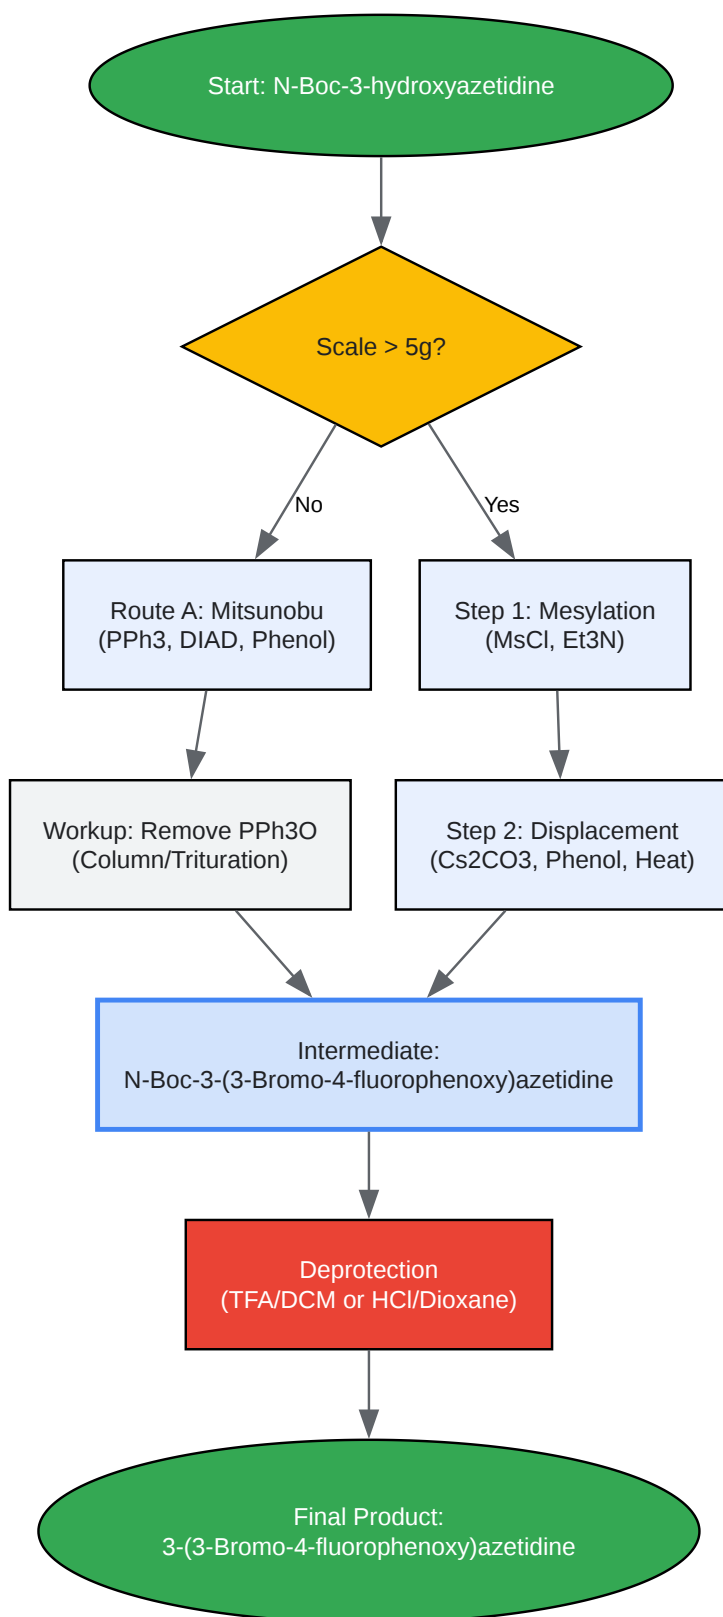 Start: N-Boc-3-hydroxyazetidine
Scale > 5g?
No
Yes
Route A: Mitsunobu
(PPh3, DIAD, Phenol)
Step 1: Mesylation
(MsCl, Et3N)
Workup: Remove PPh3O
(Column/Trituration)
Step 2: Displacement
(Cs2CO3, Phenol, Heat)
Intermediate:
N-Boc-3-(3-Bromo-4-fluorophenoxy)azetidine
Deprotection
(TFA/DCM or HCl/Dioxane)
Final Product:
3-(3-Bromo-4-fluorophenoxy)azetidine